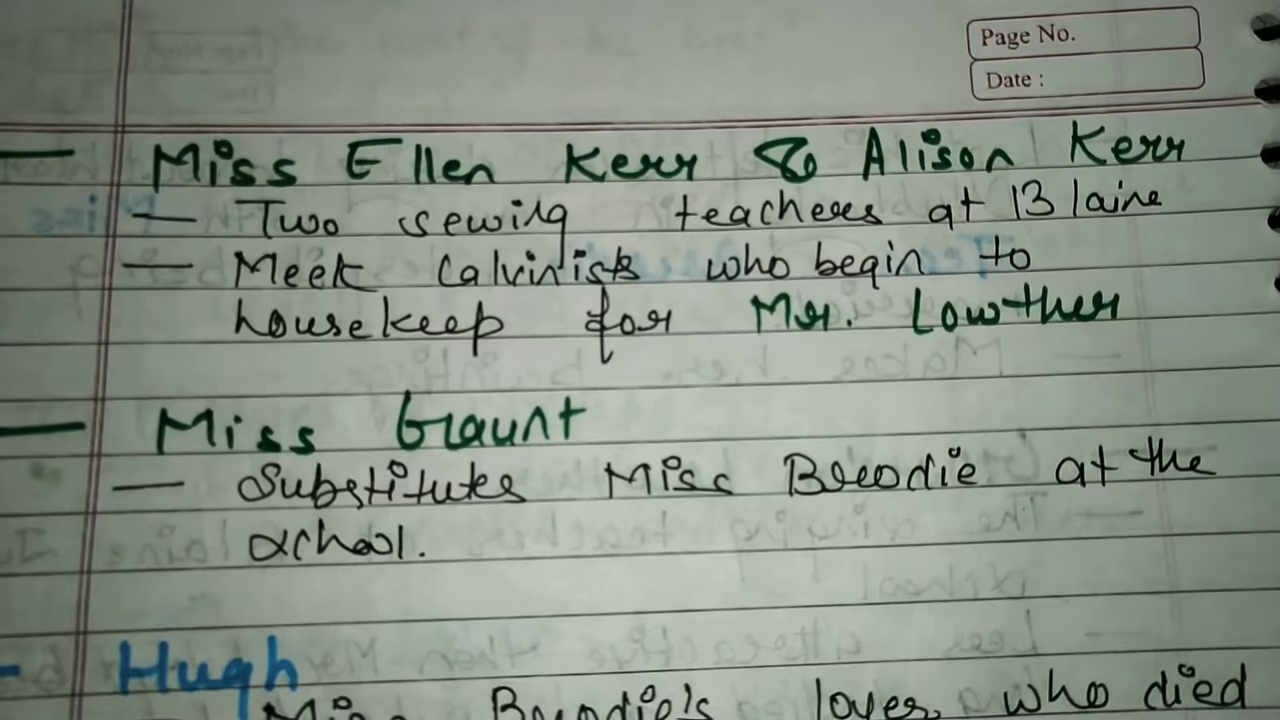 Page No.
Date :
— Miss Ellen Kerr & Alison Kerr
— Two sewing teachers at Blaine
— Meek Calvinists who begin to
housekeep for Mr. Lowther
— Miss Gaunt
— Substitutes Miss Brodie at the
school.
- Hugh
Miss Brodie's lover, who died